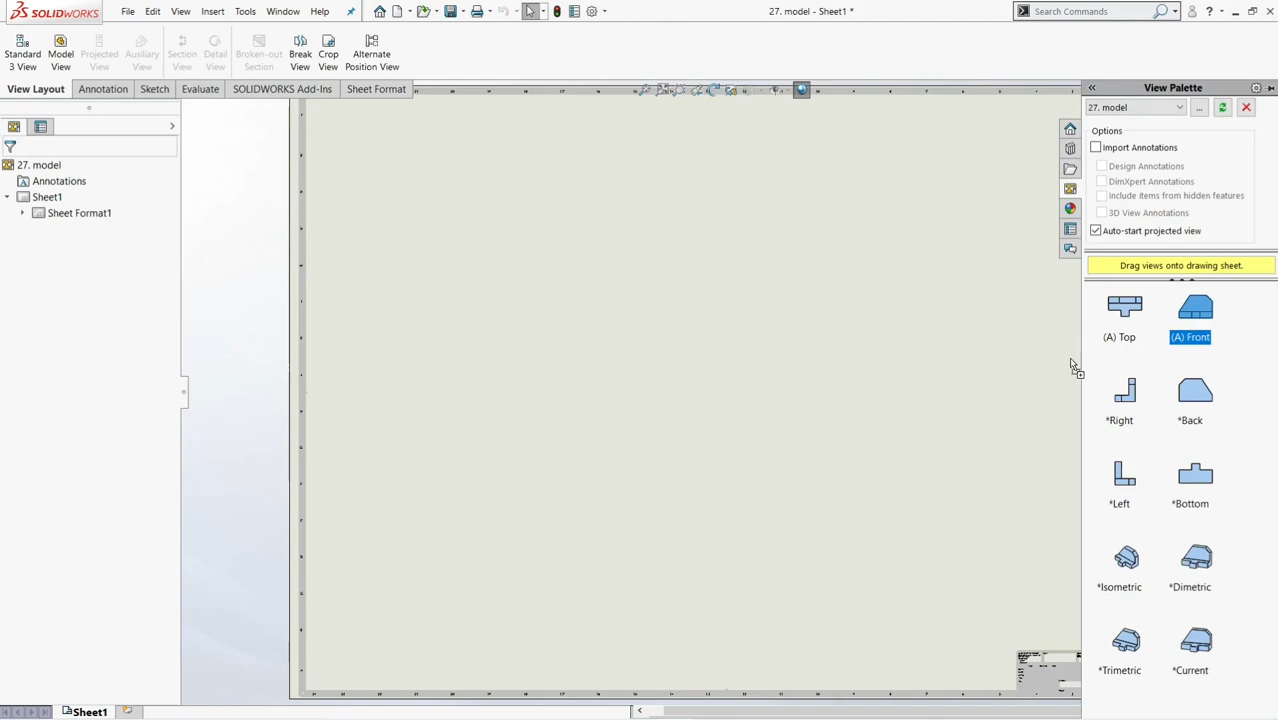 SOLIDWORKS
File
Edit
View
Insert
Tools
Window
Help
27. model - Sheet1 *
Search Commands
Standard 3 View
Model View
Projected View
Auxiliary View
Section View
Detail View
Broken-out Section
Break View
Crop View
Alternate Position View
View Layout
Annotation
Sketch
Evaluate
SOLIDWORKS Add-Ins
Sheet Format
27. model
Annotations
Sheet1
Sheet Format1
View Palette
27. model
...
Options
Import Annotations
Design Annotations
DimXpert Annotations
Include items from hidden features
3D View Annotations
Auto-start projected view
Drag views onto drawing sheet.
(A) Top
(A) Front
*Right
*Back
*Left
*Bottom
*Isometric
*Dimetric
*Trimetric
*Current
Sheet1